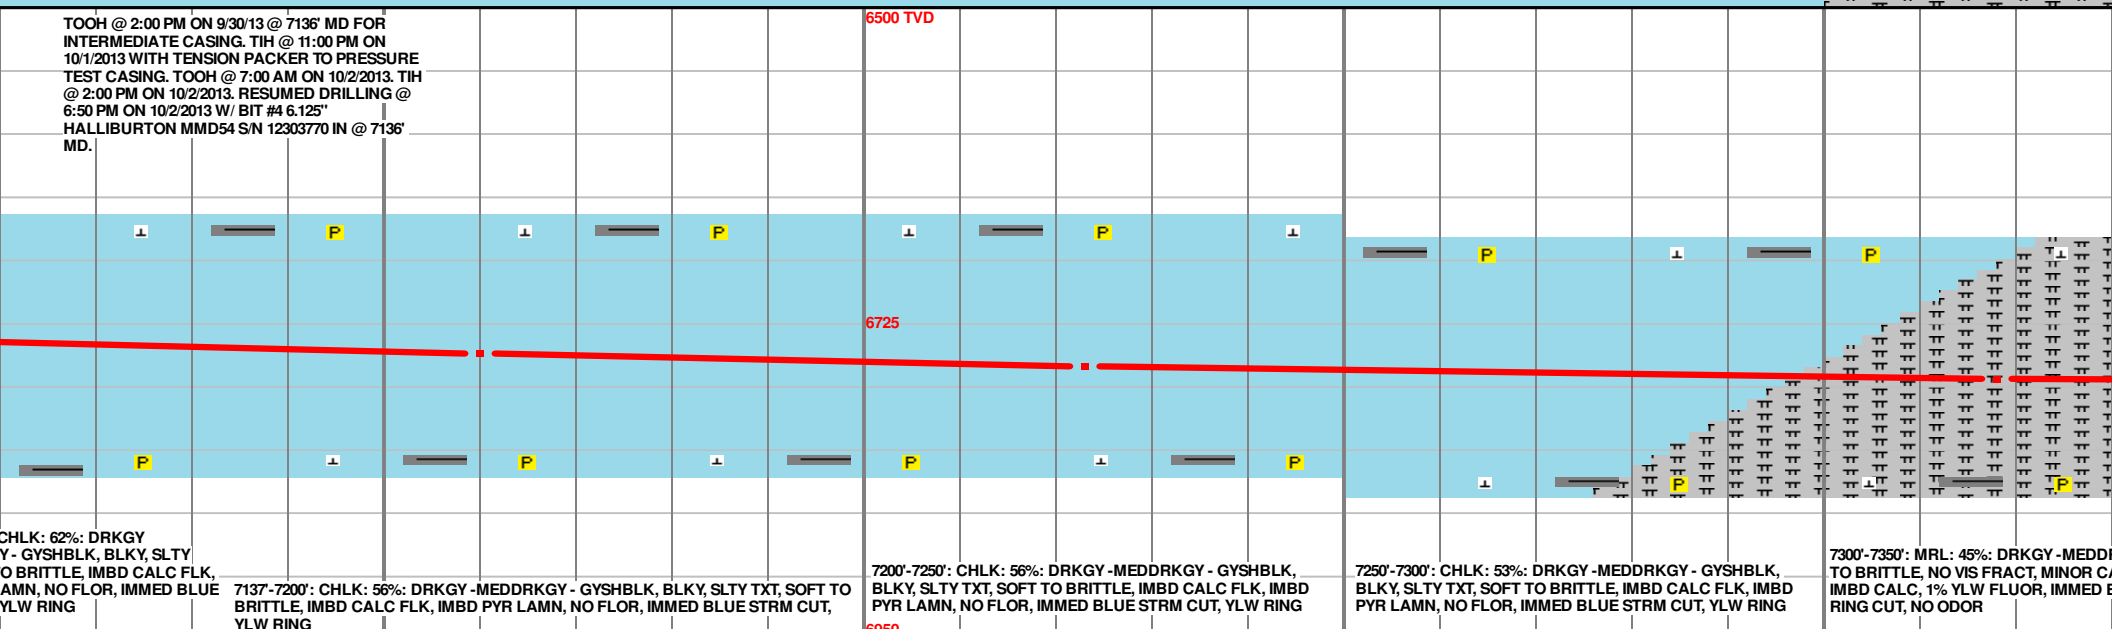 TOOH @ 2:00 PM ON 9/30/13 @ 7136' MD FOR
INTERMEDIATE CASING. TIH @ 11:00 PM ON
10/1/2013 WITH TENSION PACKER TO PRESSURE
TEST CASING. TOOH @ 7:00 AM ON 10/2/2013. TIH
@ 2:00 PM ON 10/2/2013. RESUMED DRILLING @
6:50 PM ON 10/2/2013 W/ BIT #4 6.125"
HALLIBURTON MMD54 S/N 12303770 IN @ 7136'
MD.
6500 TVD
P P P
P P
6725
P P P P
P P
CHLK: 62%: DRKGY
Y - GYSHBLK, BLKY, SLTY
O BRITTLE, IMBD CALC FLK,
AMN, NO FLOR, IMMED BLUE
YLW RING
7137'-7200': CHLK: 56%: DRKGY -MEDDRKGY - GYSHBLK, BLKY, SLTY TXT, SOFT TO
BRITTLE, IMBD CALC FLK, IMBD PYR LAMN, NO FLOR, IMMED BLUE STRM CUT,
YLW RING
7200'-7250': CHLK: 56%: DRKGY -MEDDRKGY - GYSHBLK,
BLKY, SLTY TXT, SOFT TO BRITTLE, IMBD CALC FLK, IMBD
PYR LAMN, NO FLOR, IMMED BLUE STRM CUT, YLW RING
7250'-7300': CHLK: 53%: DRKGY -MEDDRKGY - GYSHBLK,
BLKY, SLTY TXT, SOFT TO BRITTLE, IMBD CALC FLK, IMBD
PYR LAMN, NO FLOR, IMMED BLUE STRM CUT, YLW RING
7300'-7350': MRL: 45%: DRKGY -MEDD
TO BRITTLE, NO VIS FRACT, MINOR CA
IMBD CALC, 1% YLW FLUOR, IMMED
RING CUT, NO ODOR
6950